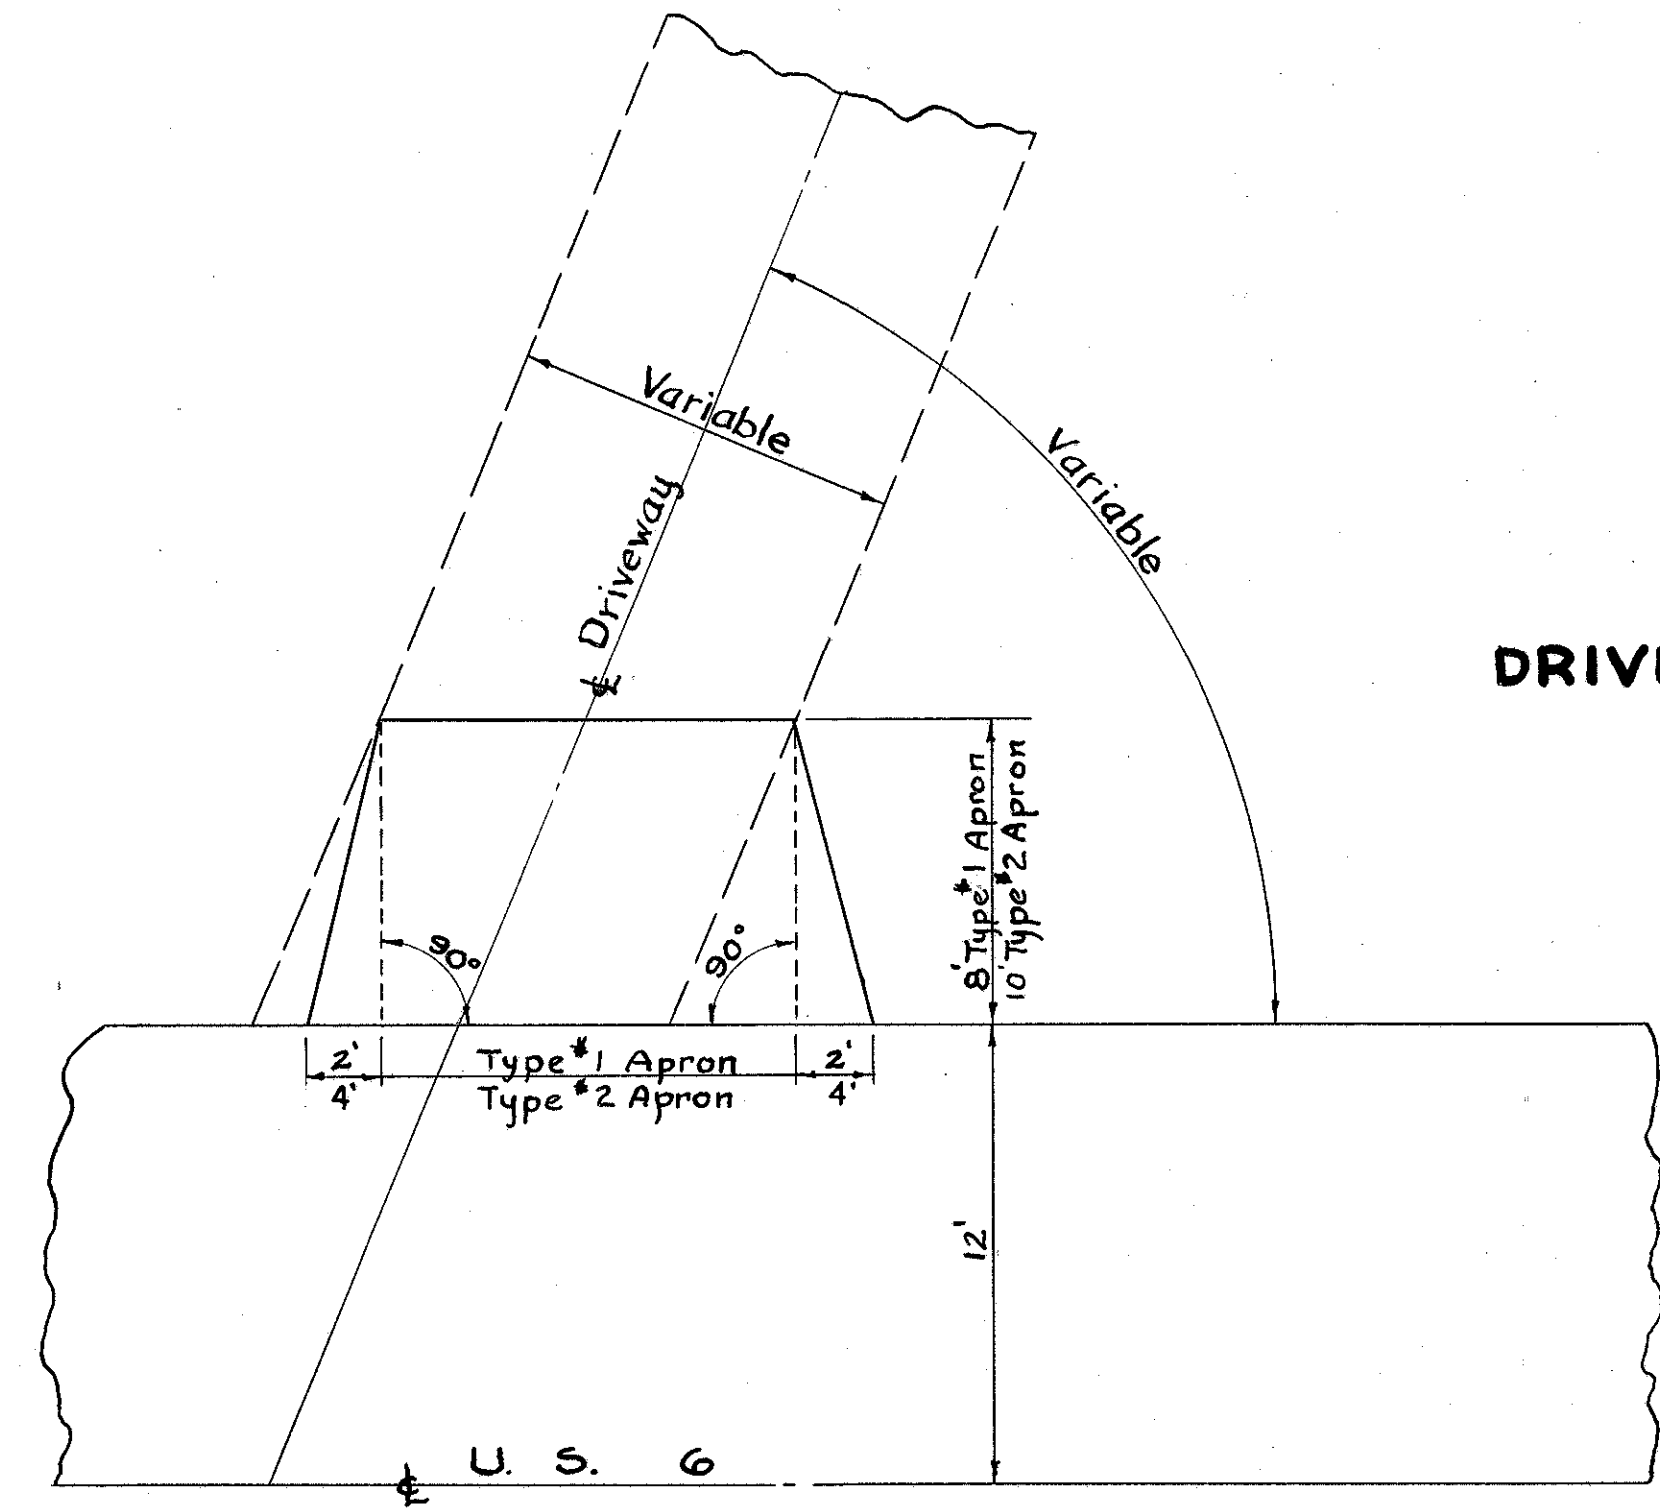 Variable
Variable
℄ Driveway
DRIVE
8' Type #1 Apron
10' Type #2 Apron
90°
90°
2' Type #1 Apron 2'
4' Type #2 Apron 4'
12'
℄ U. S. 6